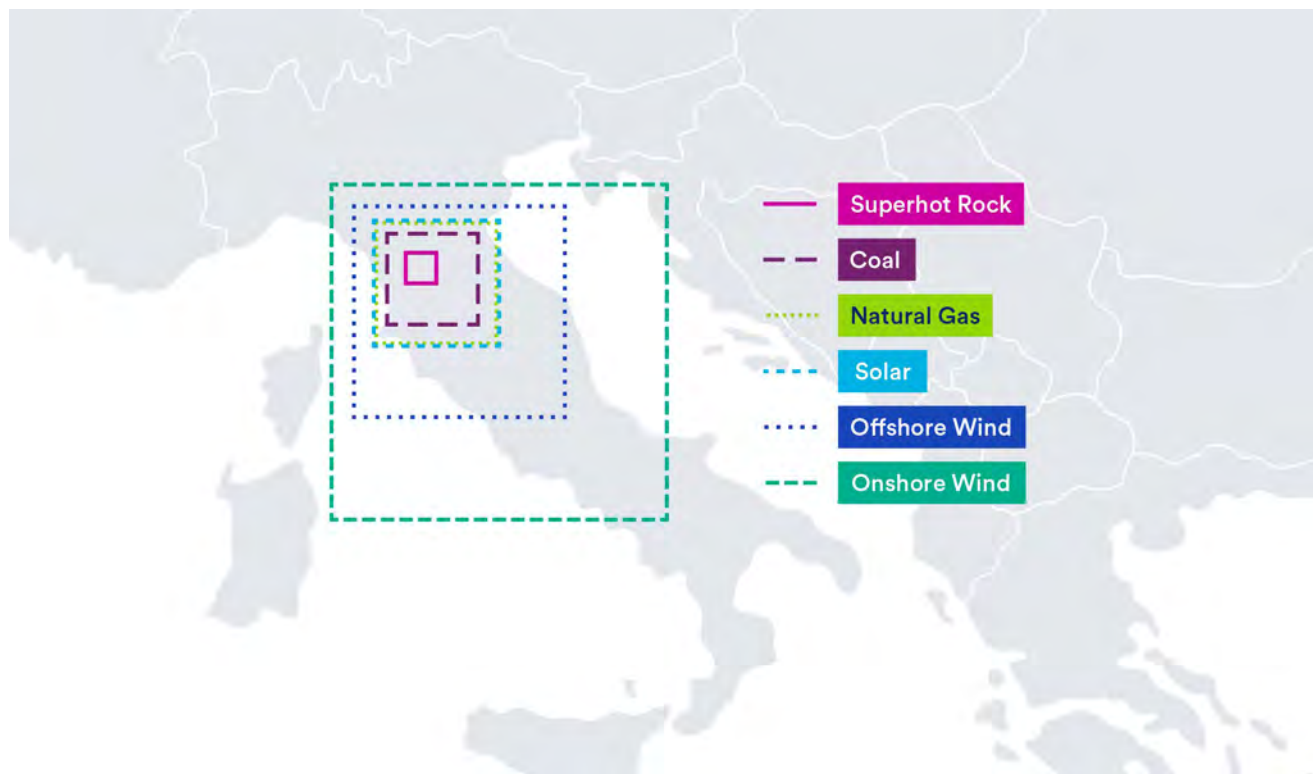 Superhot Rock
Coal
Natural Gas
Solar
Offshore Wind
Onshore Wind